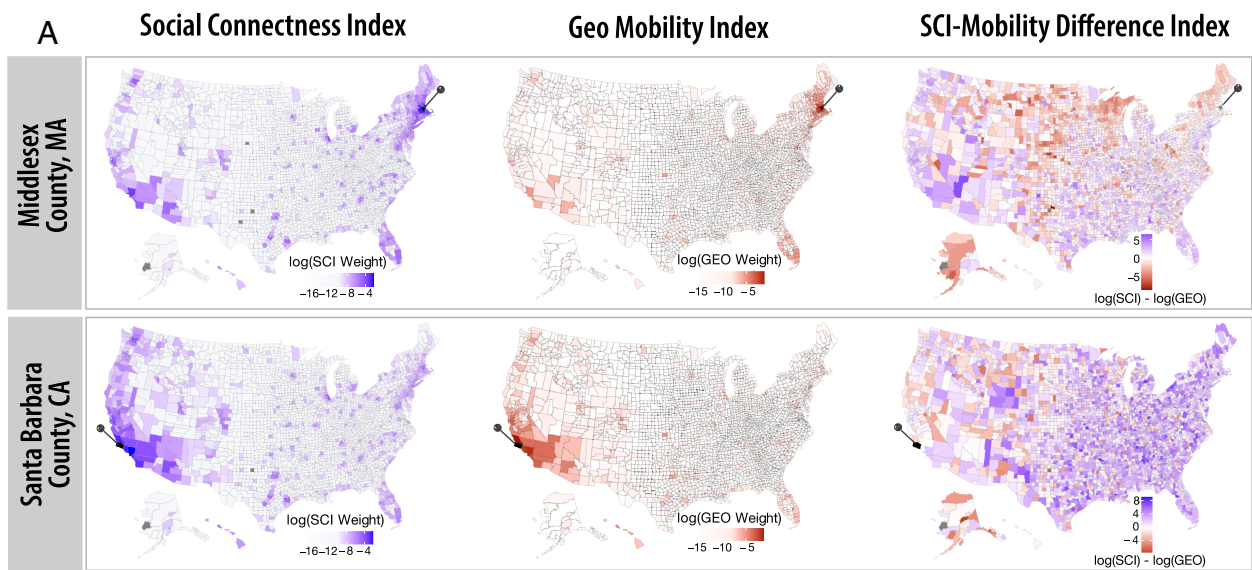 A
Social Connectness Index
Geo Mobility Index
SCI-Mobility Difference Index
Middlesex
County, MA
log(SCI Weight)
−16−12−8 −4
log(GEO Weight)
−15 −10 −5
5
0
−5
log(SCI) - log(GEO)
Santa Barbara
County, CA
log(SCI Weight)
−16−12−8 −4
log(GEO Weight)
−15 −10 −5
8
4
0
−4
log(SCI) - log(GEO)